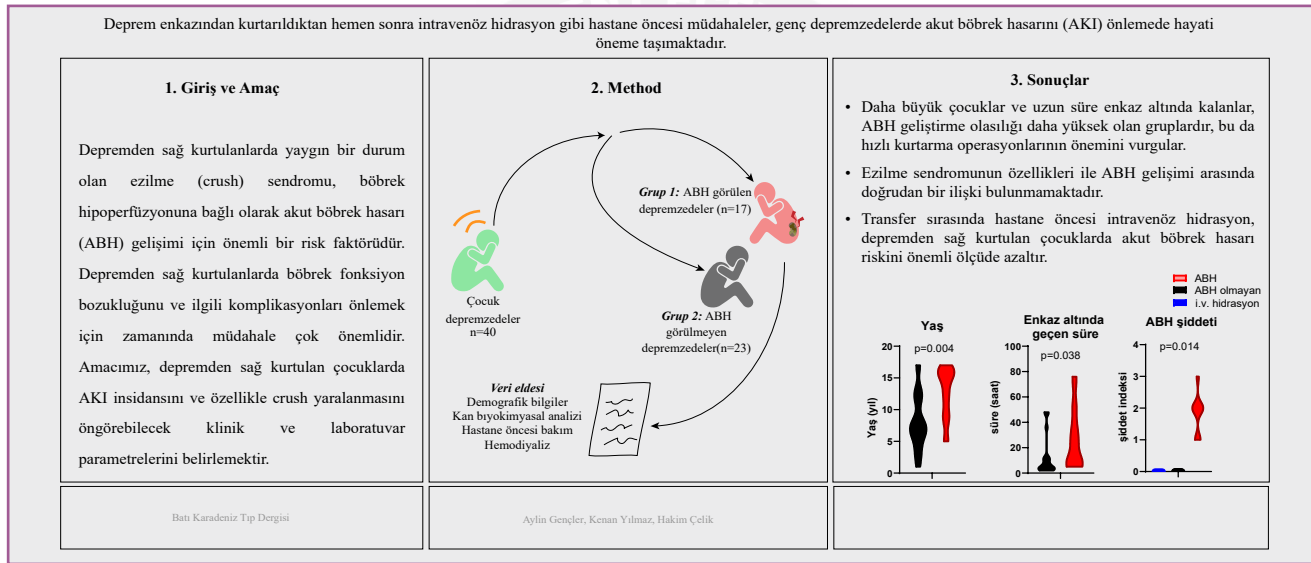 Deprem enkazından kurtarıldıktan hemen sonra intravenöz hidrasyon gibi hastane öncesi müdahaleler, genç depremzedelerde akut böbrek hasarını (AKI) önlemede hayati
öneme taşımaktadır.
1. Giriş ve Amaç
Depremden sağ kurtulanlarda yaygın bir durum
olan ezilme (crush) sendromu, böbrek
hipoperfüzyonuna bağlı olarak akut böbrek hasarı
(ABH) gelişimi için önemli bir risk faktörüdür.
Depremden sağ kurtulanlarda böbrek fonksiyon
bozukluğunu ve ilgili komplikasyonları önlemek
için zamanında müdahale çok önemlidir.
Amacımız, depremden sağ kurtulan çocuklarda
AKI insidansını ve özellikle crush yaralanmasını
öngörebilecek klinik ve laboratuvar
parametrelerini belirlemektir.
2. Method
Grup 1: ABH görülen
depremzedeler (n=17)
Çocuk
depremzedeler
n=40
Grup 2: ABH
görülmeyen
depremzedeler(n=23)
Veri eldesi
Demografik bilgiler
Kan bıyokimyasal analizi
Hastane öncesi bakım
Hemodiyaliz
3. Sonuçlar
• Daha büyük çocuklar ve uzun süre enkaz altında kalanlar,
ABH geliştirme olasılığı daha yüksek olan gruplardır, bu da
hızlı kurtarma operasyonlarının önemini vurgular.
• Ezilme sendromunun özellikleri ile ABH gelişimi arasında
doğrudan bir ilişki bulunmamaktadır.
• Transfer sırasında hastane öncesi intravenöz hidrasyon,
depremden sağ kurtulan çocuklarda akut böbrek hasarı
riskini önemli ölçüde azaltır.
ABH
ABH olmayan
i.v. hidrasyon
Yaş
p=0.004
Yaş (yıl)
20
15
10
5
0
Enkaz altında
geçen süre
p=0.038
süre (saat)
100
80
60
40
20
0
ABH şiddeti
p=0.014
şiddet indeksi
4
3
2
1
0
Batı Karadeniz Tıp Dergisi
Aylin Gençler, Kenan Yılmaz, Hakim Çelik